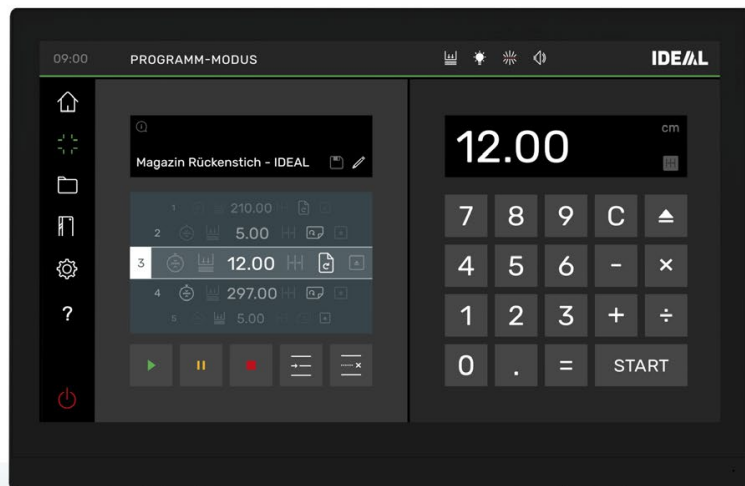 09:00 PROGRAMM-MODUS IDEAL
Magazin Rückenstich - IDEAL
1 210.00
2 5.00
3 12.00
4 297.00
5 5.00
12.00 cm
7 8 9 C
4 5 6 - ×
1 2 3 + ÷
0 . = START
?